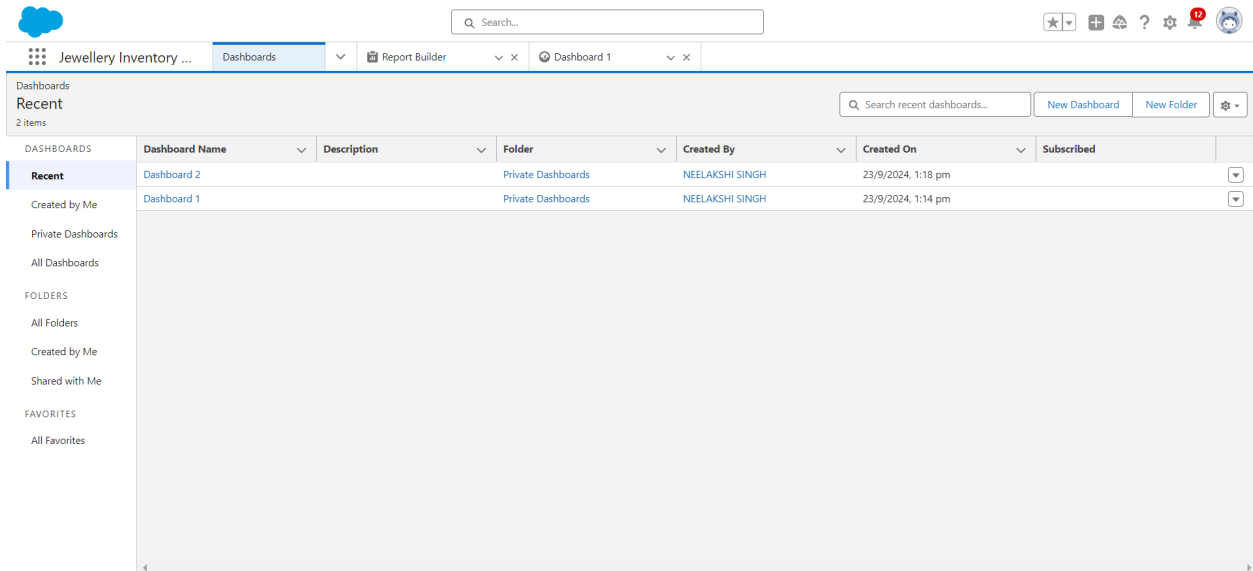 Search...
12
Jewellery Inventory ...
Dashboards
Report Builder
Dashboard 1
Dashboards
Recent
2 items
Search recent dashboards...
New Dashboard
New Folder
DASHBOARDS
Recent
Created by Me
Private Dashboards
All Dashboards
FOLDERS
All Folders
Created by Me
Shared with Me
FAVORITES
All Favorites
Dashboard Name Description Folder Created By Created On Subscribed
Dashboard 2 Private Dashboards NEELAKSHI SINGH 23/9/2024, 1:18 pm
Dashboard 1 Private Dashboards NEELAKSHI SINGH 23/9/2024, 1:14 pm